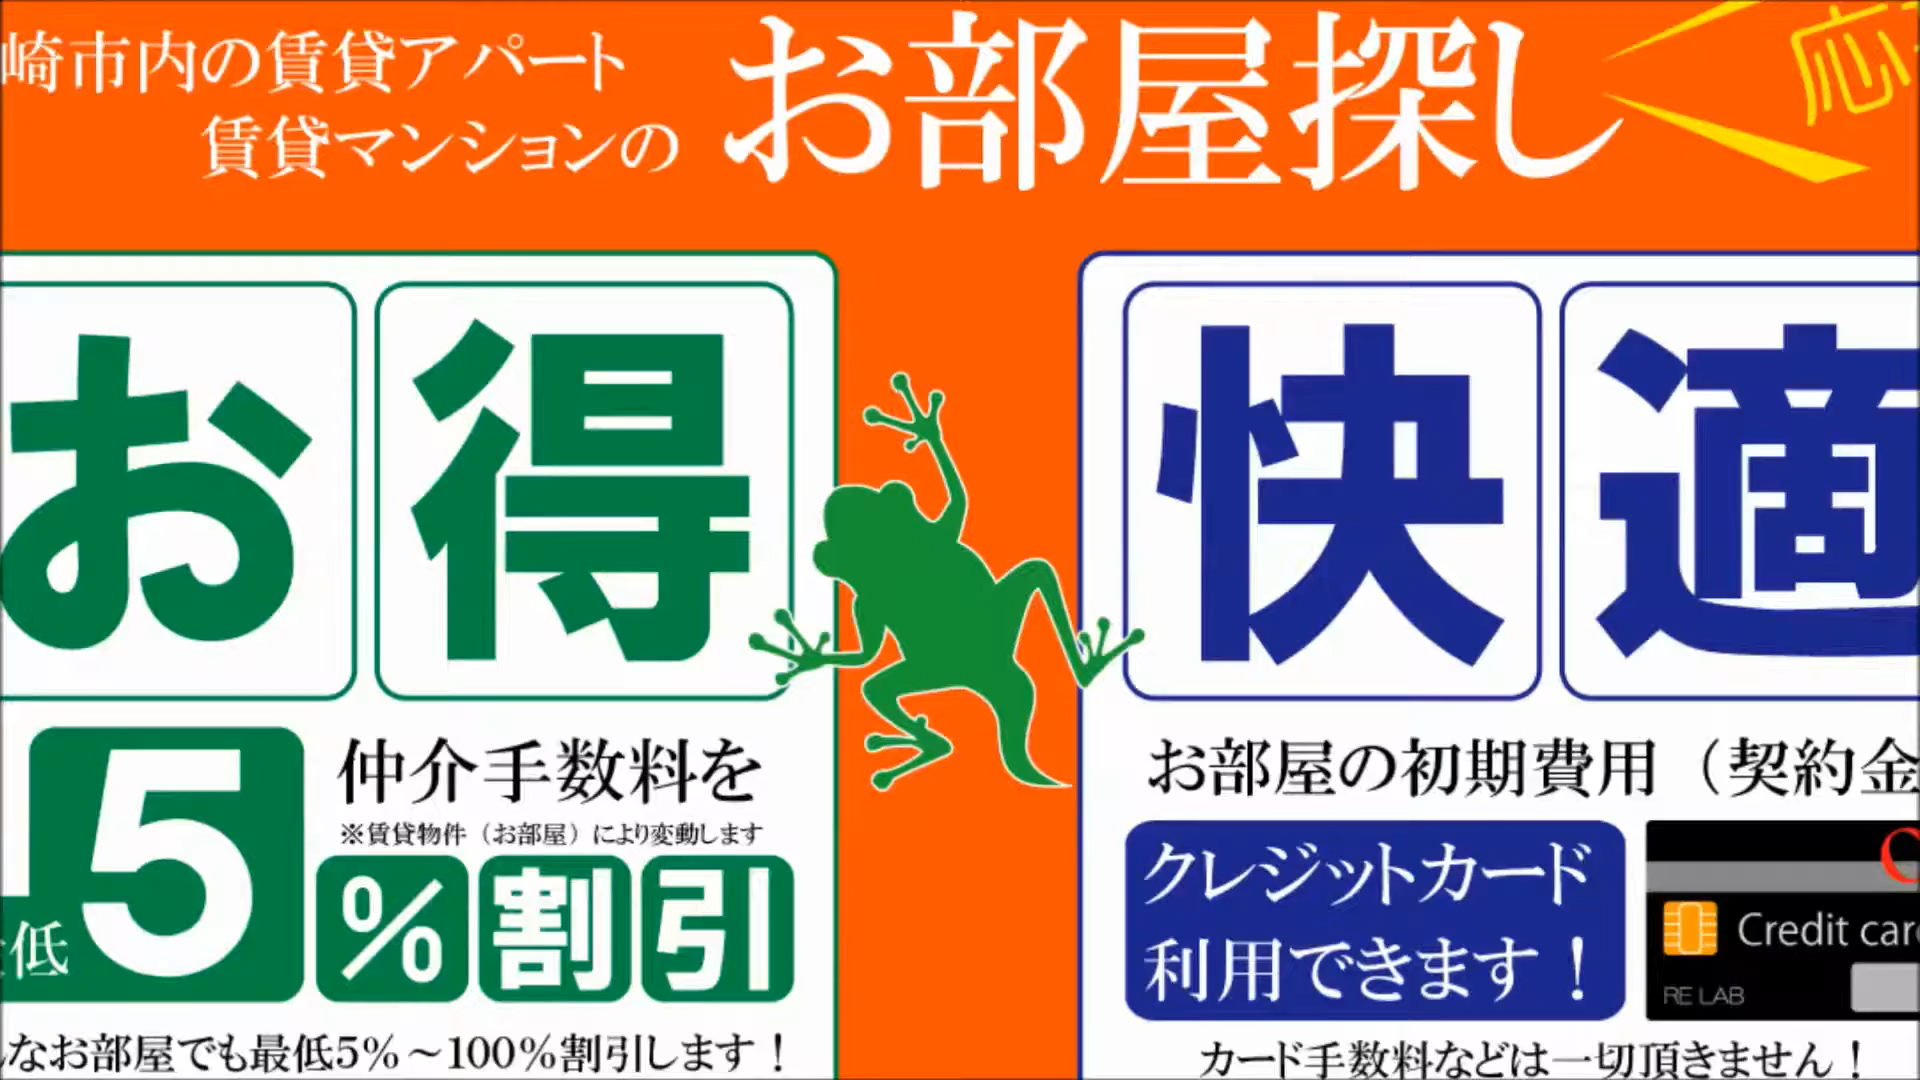 崎市内の賃貸アパート
賃貸マンションの
お部屋探し
応
お得
仲介手数料を
※賃貸物件（お部屋）により変動します
低5%割引
なお部屋でも最低5%～100%割引します！
快適
お部屋の初期費用（契約金
クレジットカード
利用できます！
Credit car
RE LAB
カード手数料などは一切頂きません！